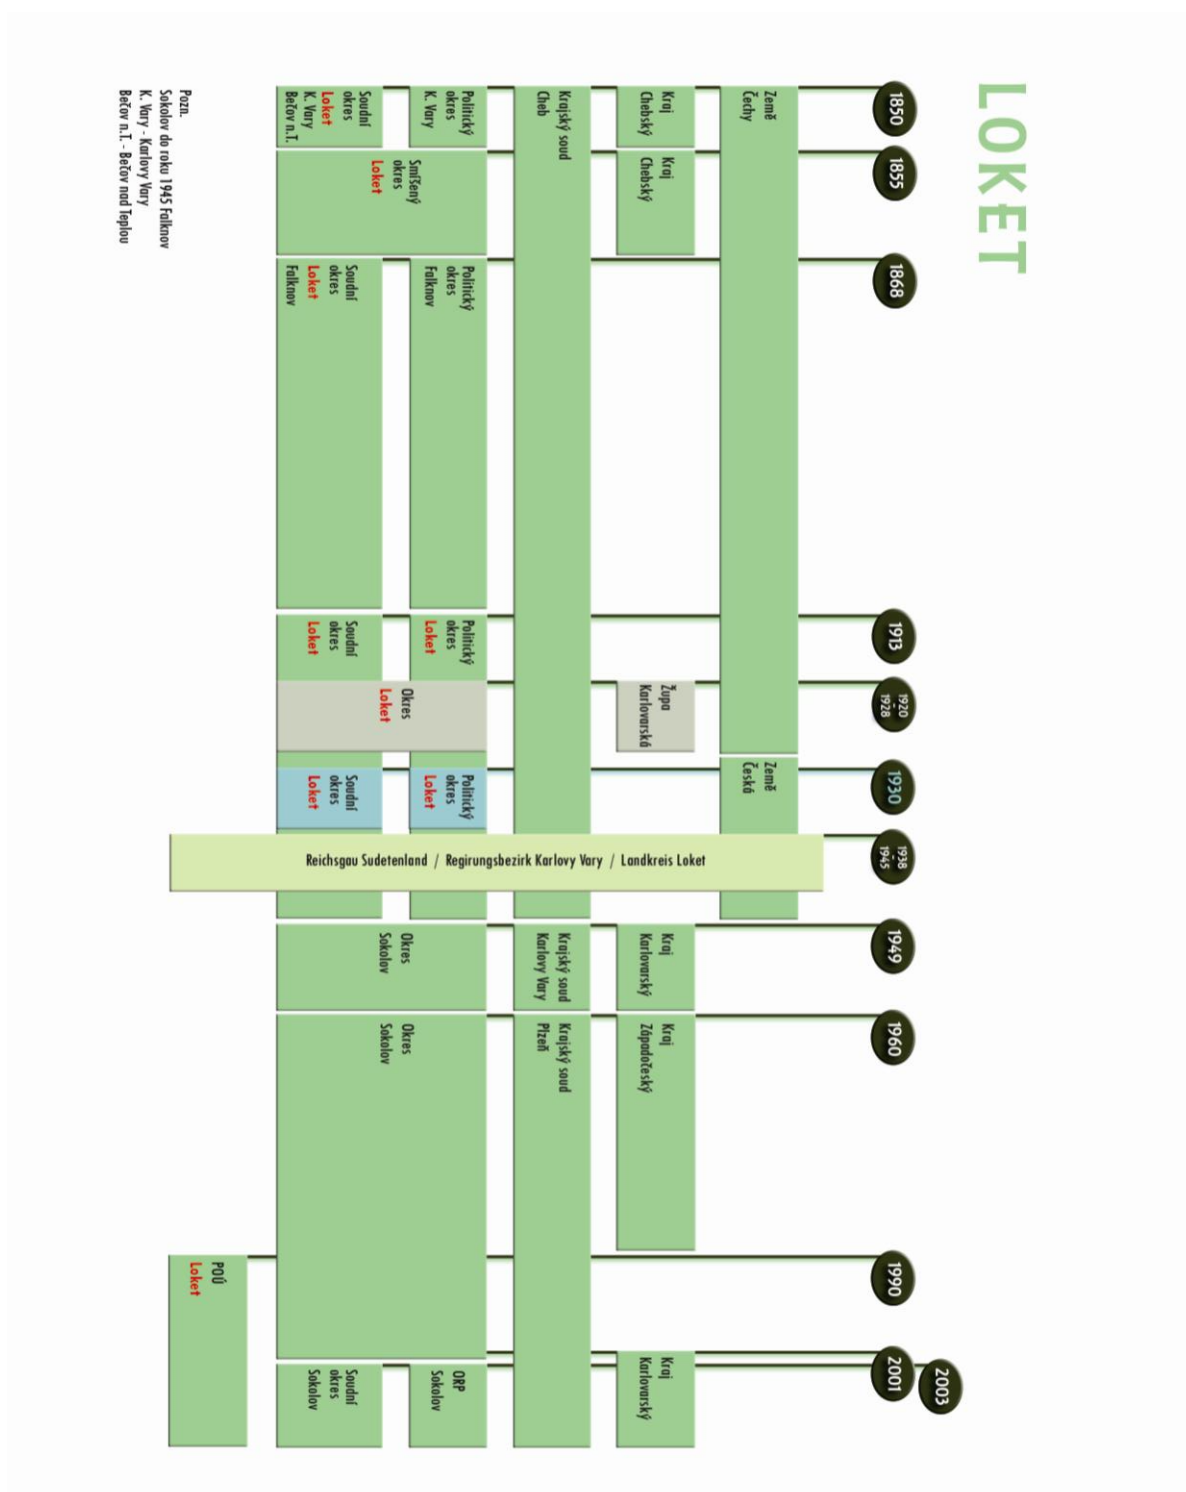 LOKET
1850
1855
1868
1913
1920
-
1928
1930
1938
-
1945
1949
1960
1990
2001
2003
Země
Čechy
Země
Česká
Kraj
Chebský
Kraj
Chebský
Župa
Karlovarská
Kraj
Karlovarský
Kraj
Západočeský
Kraj
Karlovarský
Krajský soud
Cheb
Krajský soud
Karlovy Vary
Krajský soud
Plzeň
Politický
okres
K. Vary
Smíšený
okres
Loket
Politický
okres
Falknov
Politický
okres
Loket
Okres
Loket
Politický
okres
Loket
Reichsgau Sudetenland / Regirungsbezirk Karlovy Vary / Landkreis Loket
Okres
Sokolov
Okres
Sokolov
ORP
Sokolov
Soudní
okres
Loket
K. Vary
Bečov n.T.
Soudní
okres
Loket
Falknov
Soudní
okres
Loket
Soudní
okres
Loket
Soudní
okres
Sokolov
POÚ
Loket
Pozn.
Sokolov do roku 1945 Falknov
K. Vary - Karlovy Vary
Bečov n.T. - Bečov nad Teplou